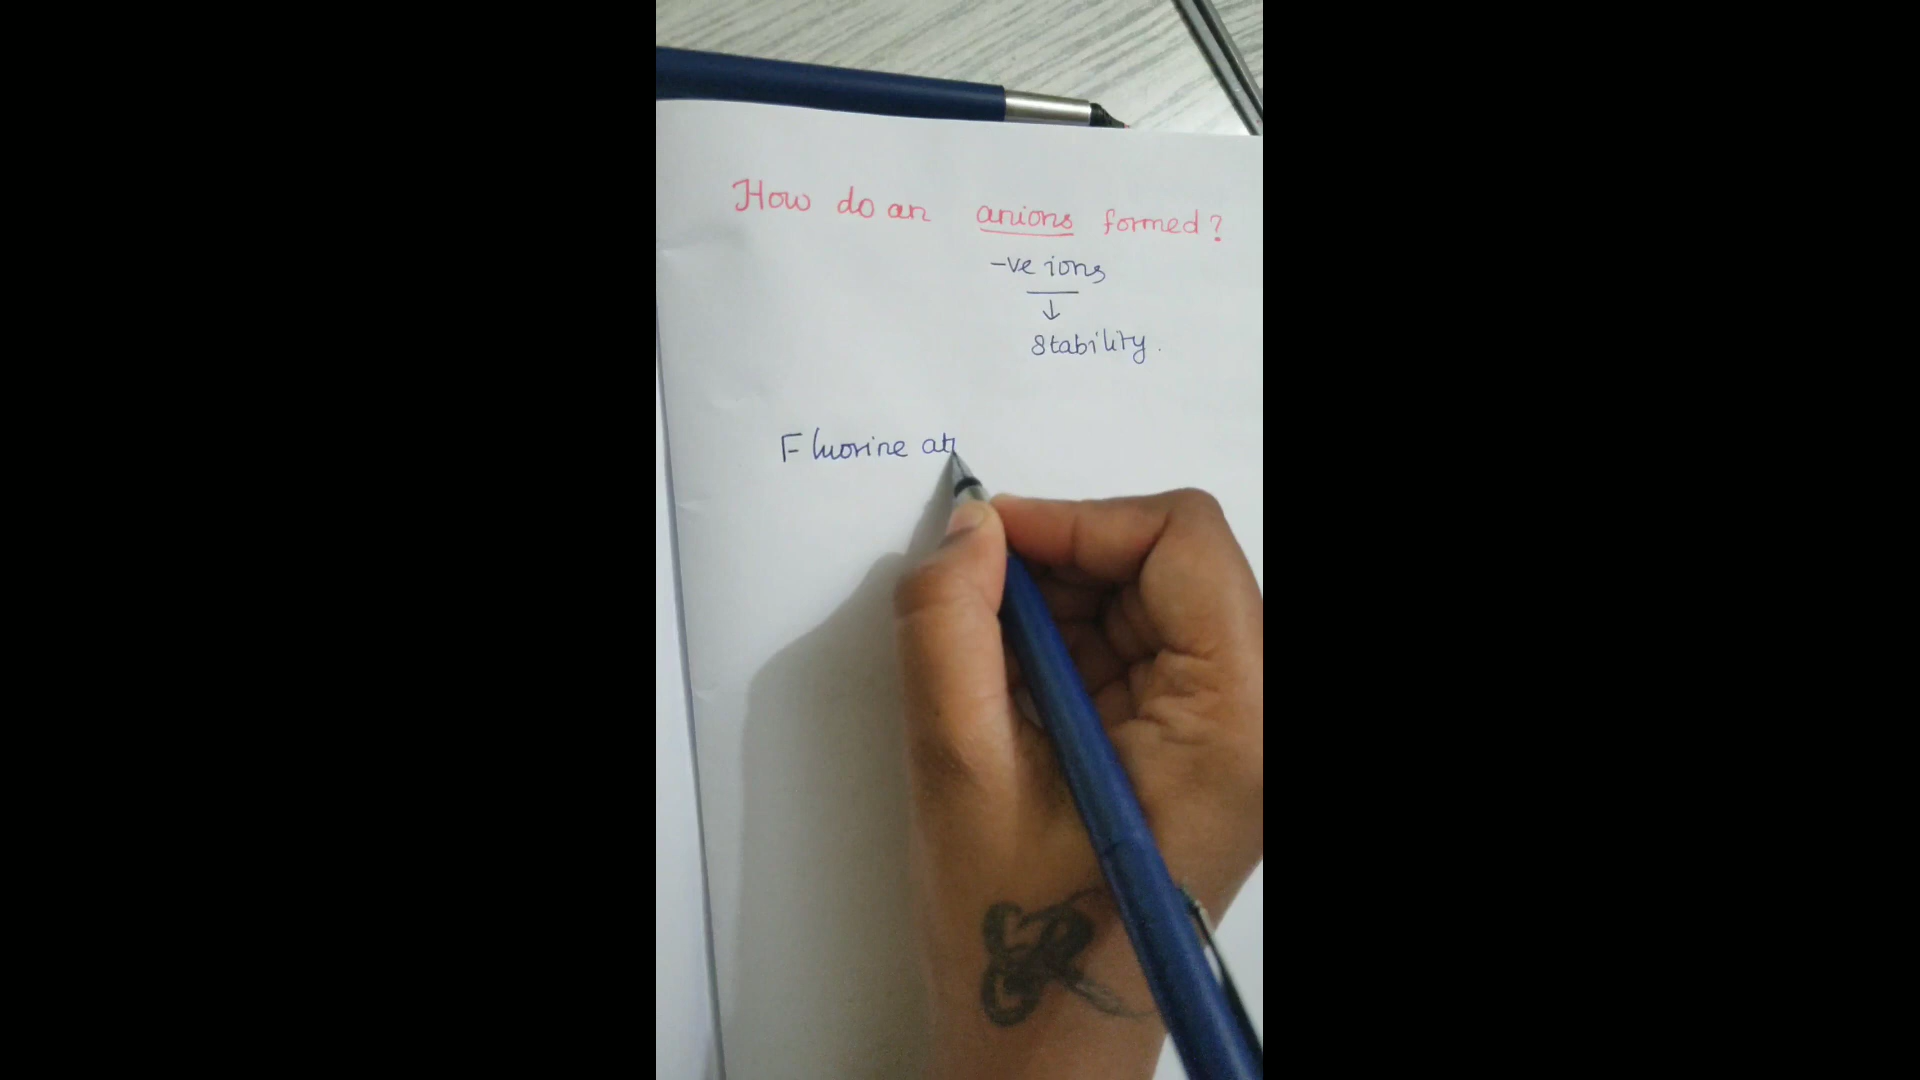 How do an anions formed?
-ve ions
↓
Stability.
Fluorine at